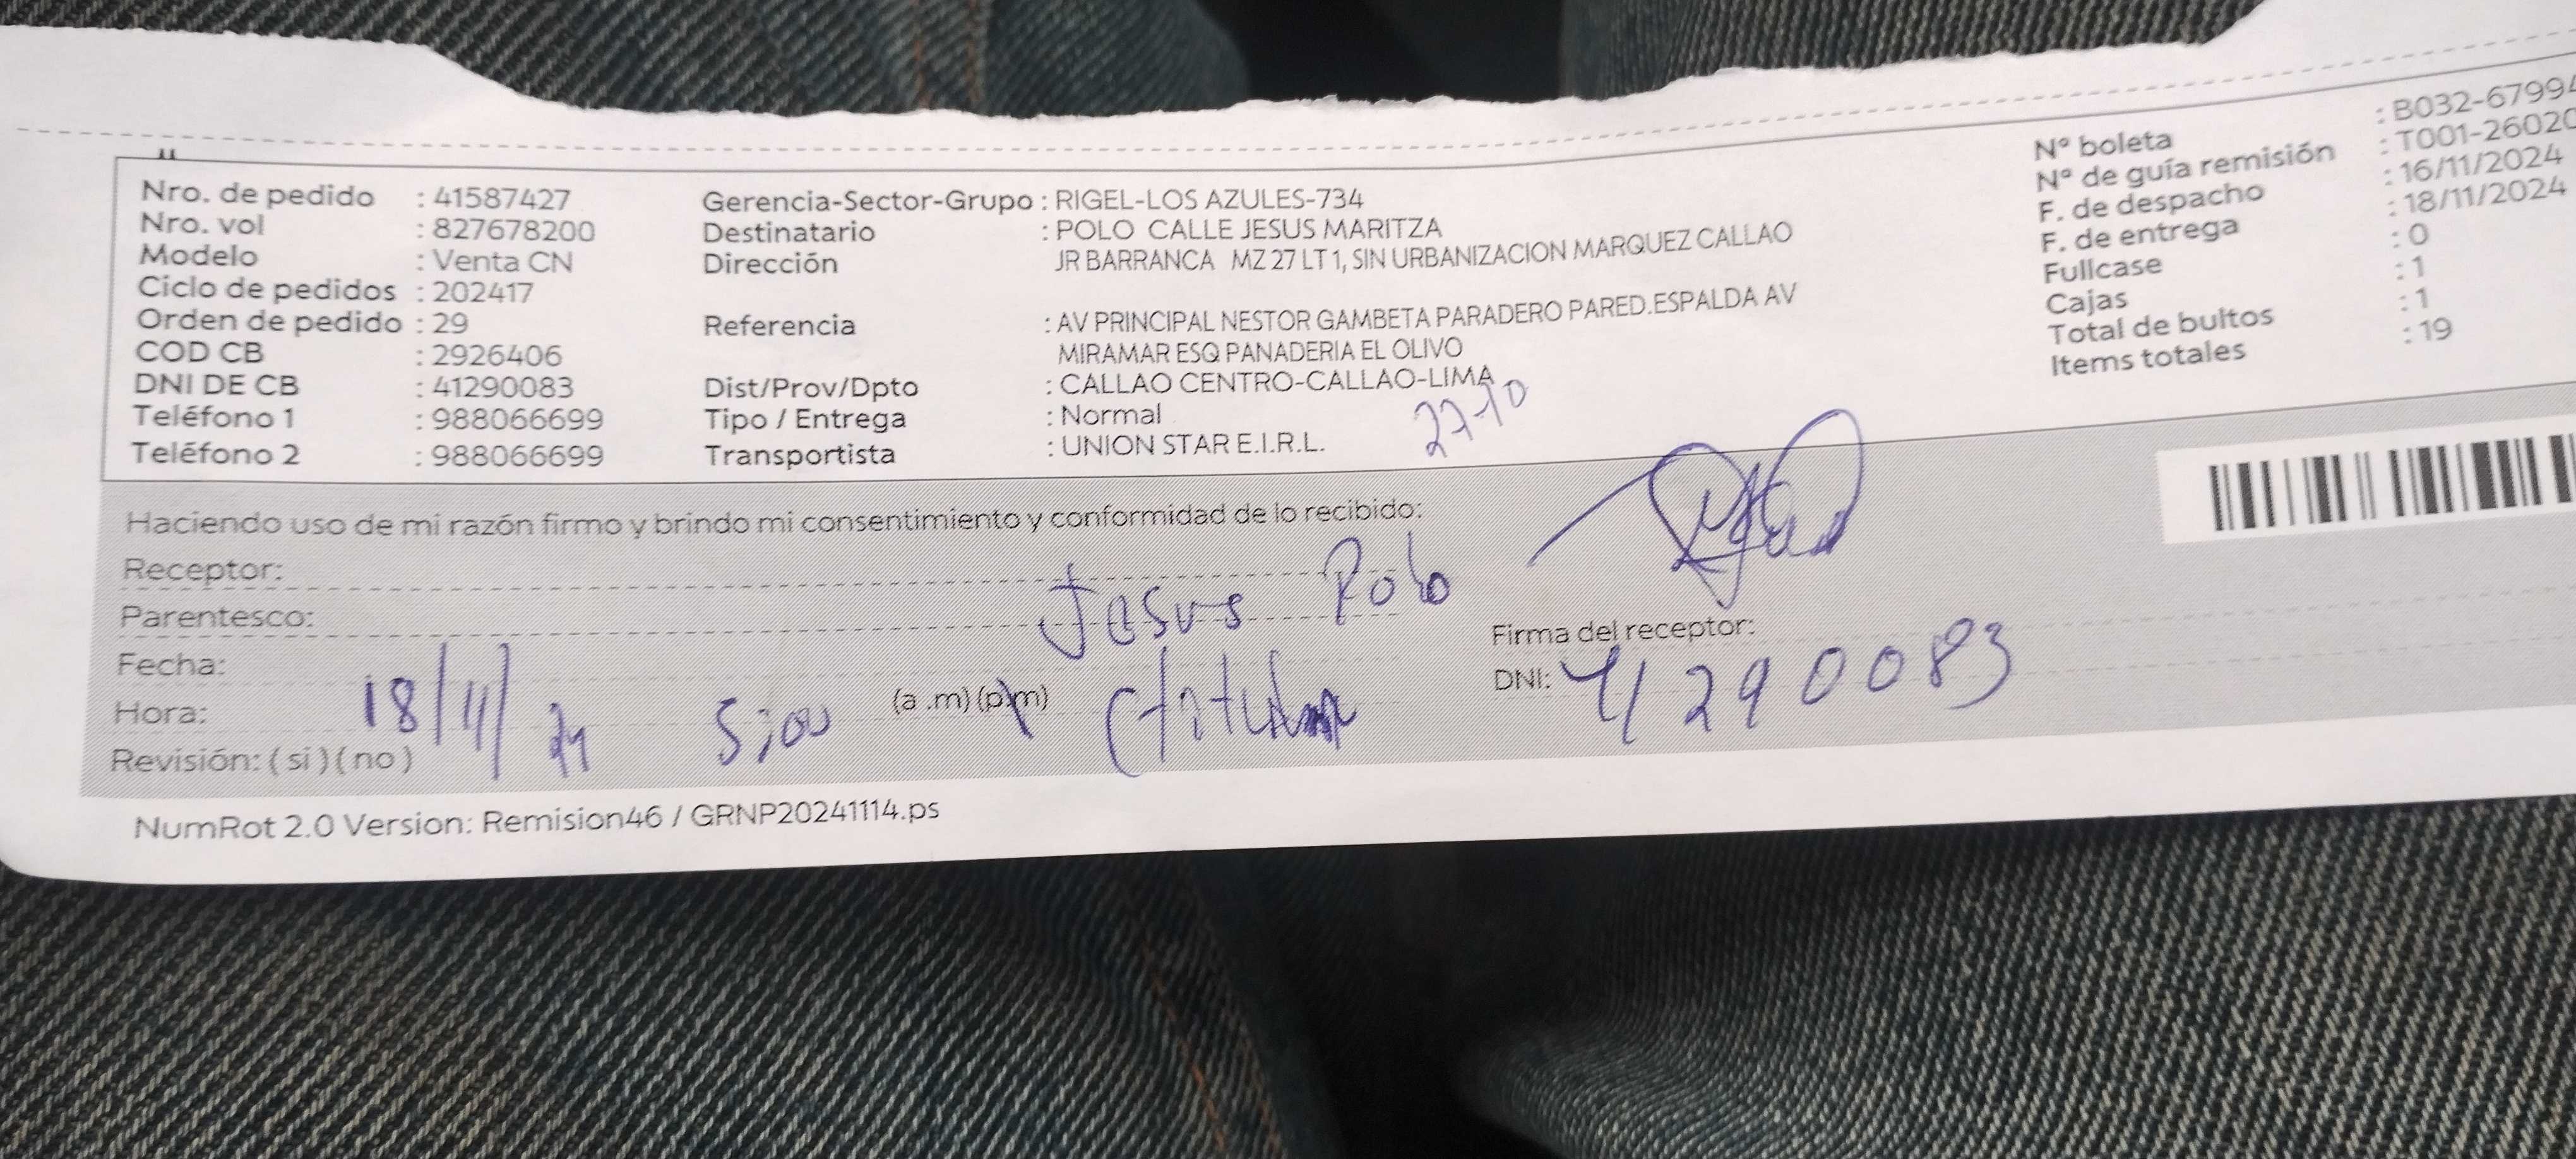 Nro. de pedido : 41587427
Nro. vol : 827678200
Modelo : Venta CN
Ciclo de pedidos : 202417
Orden de pedido : 29
COD CB : 2926406
DNI DE CB : 41290083
Teléfono 1 : 988066699
Teléfono 2 : 988066699
Gerencia-Sector-Grupo : RIGEL-LOS AZULES-734
Destinatario : POLO CALLE JESUS MARITZA
Dirección JR BARRANCA MZ 27 LT 1, SIN URBANIZACION MARQUEZ CALLAO
Referencia : AV PRINCIPAL NESTOR GAMBETA PARADERO PARED.ESPALDA AV
MIRAMAR ESQ PANADERIA EL OLIVO
Dist/Prov/Dpto : CALLAO CENTRO-CALLAO-LIMA
Tipo / Entrega : Normal
Transportista : UNION STAR E.I.R.L.
27-10
N° boleta : B032-67994
N° de guía remisión : T001-26020
F. de despacho : 16/11/2024
F. de entrega : 18/11/2024
Fullcase : 0
Cajas : 1
Total de bultos : 1
Items totales : 19
Haciendo uso de mi razón firmo y brindo mi consentimiento y conformidad de lo recibido:
Receptor: Jesus Polo
Parentesco:
Fecha: 18/11/24
Hora: (a .m) (p.m)
Revisión: ( si ) ( no )
Firma del receptor:
DNI: 41290083
NumRot 2.0 Version: Remision46 / GRNP20241114.ps